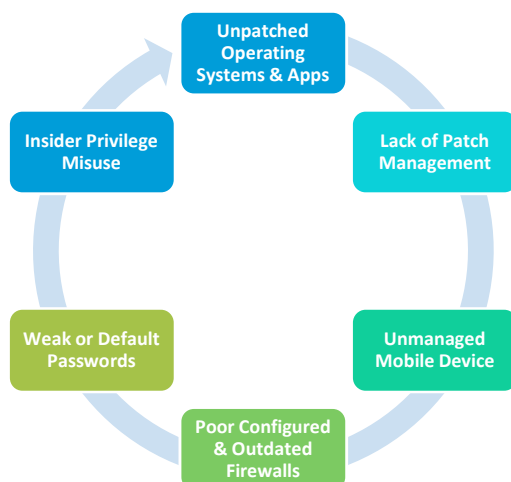 Unpatched
Operating
Systems & Apps
Lack of Patch
Management
Unmanaged
Mobile Device
Poor Configured
& Outdated
Firewalls
Weak or Default
Passwords
Insider Privilege
Misuse